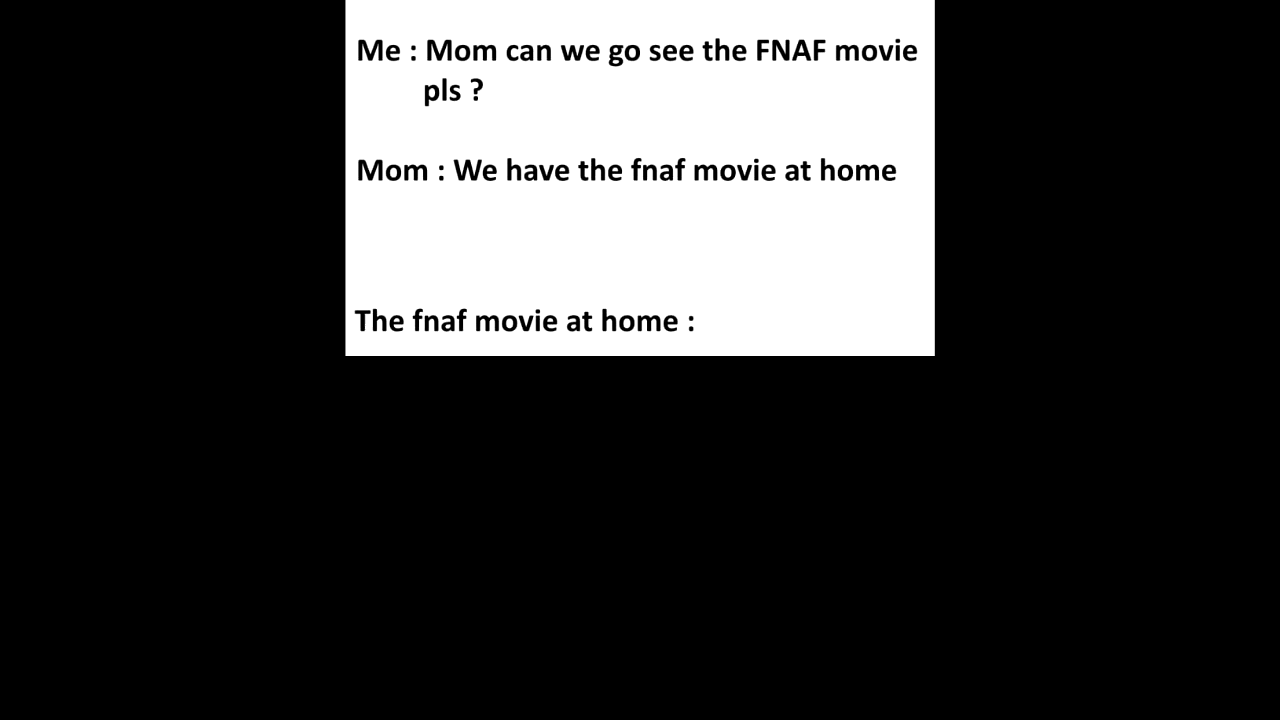 Me : Mom can we go see the FNAF movie
pls ?
Mom : We have the fnaf movie at home
The fnaf movie at home :